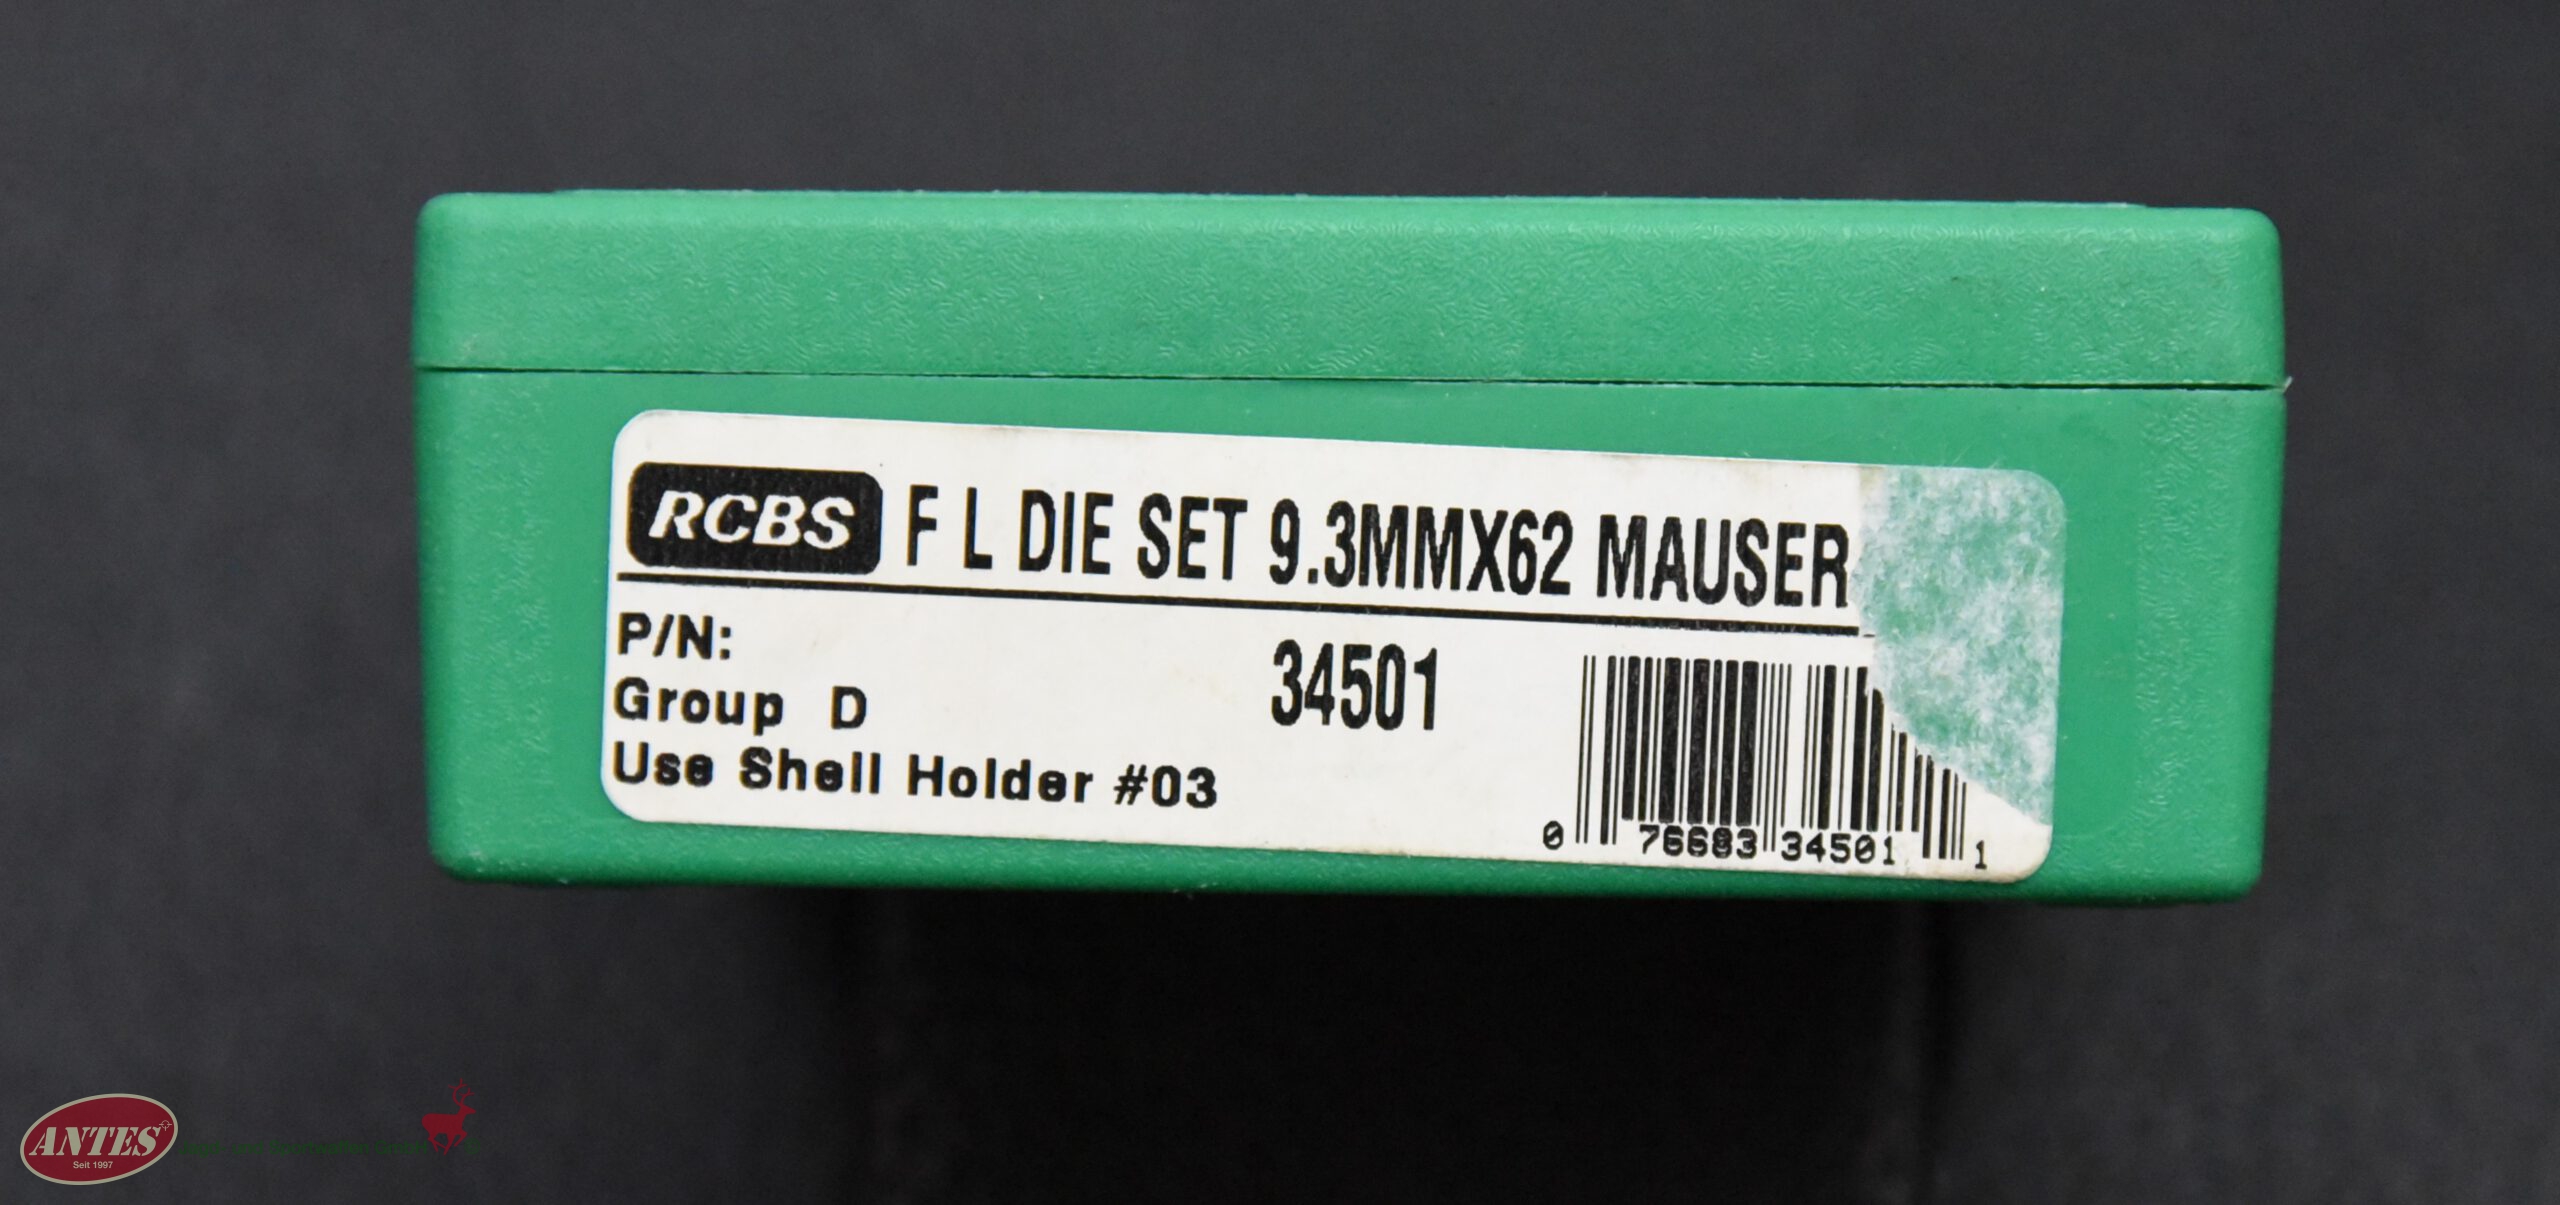 RCBS F L DIE SET 9.3MMX62 MAUSER
P/N: 34501
Group D
Use Shell Holder #03
0 76683 34501 1
ANTES
Seit 1997